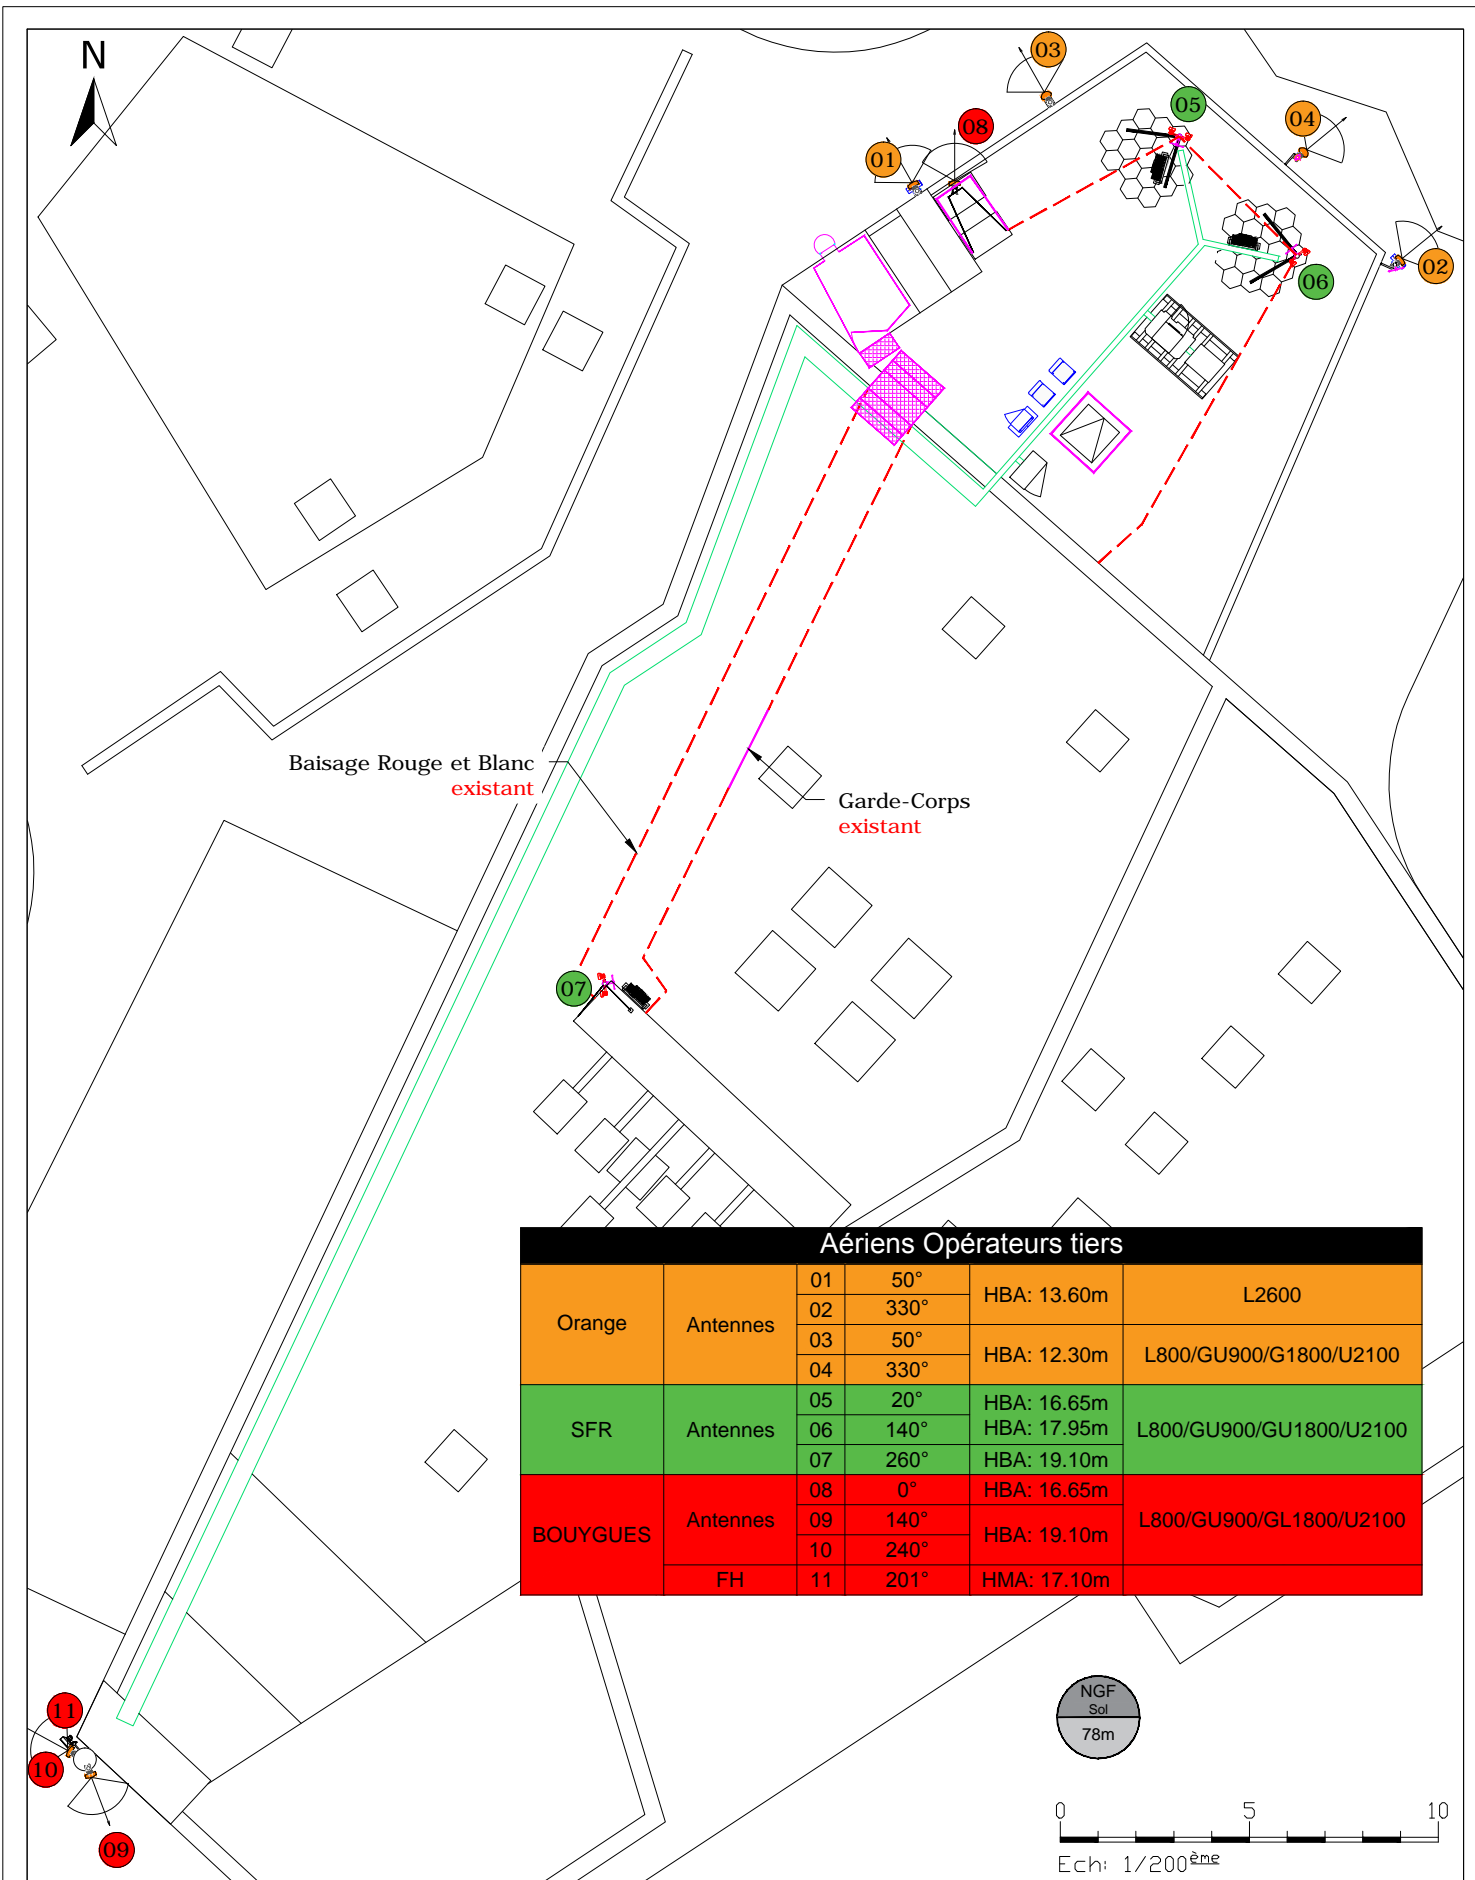 N
03
05
04
08
01
02
06
Baisage Rouge et Blanc
existant
Garde-Corps
existant
07
Aériens Opérateurs tiers
Orange Antennes 01 50° HBA: 13.60m L2600
02 330°
03 50° HBA: 12.30m L800/GU900/G1800/U2100
04 330°
SFR Antennes 05 20° HBA: 16.65m L800/GU900/GU1800/U2100
06 140° HBA: 17.95m
07 260° HBA: 19.10m
BOUYGUES Antennes 08 0° HBA: 16.65m L800/GU900/GL1800/U2100
09 140° HBA: 19.10m
10 240°
FH 11 201° HMA: 17.10m
11
10
09
NGF
Sol
78m
0 5 10
Ech: 1/200ème